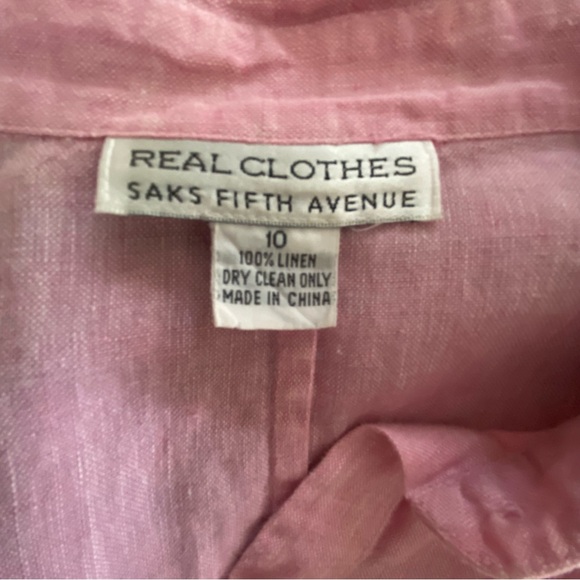 REAL CLOTHES
SAKS FIFTH AVENUE
10
100% LINEN
DRY CLEAN ONLY
MADE IN CHINA